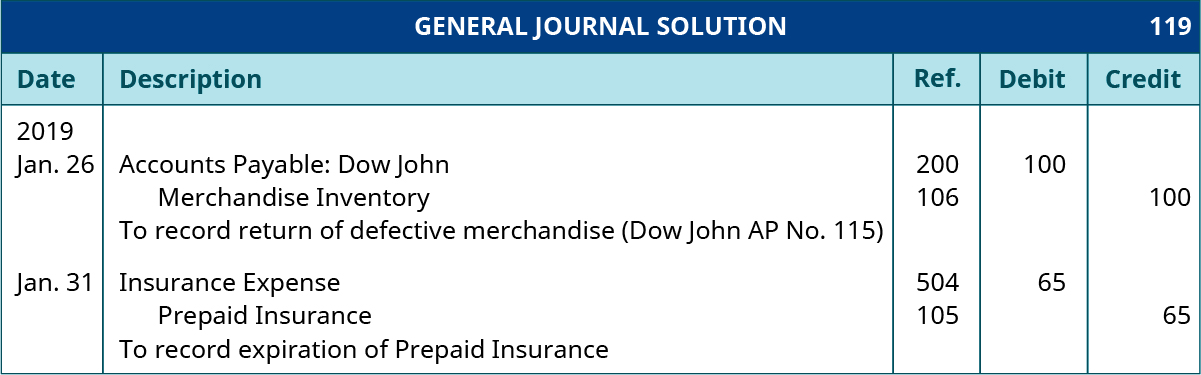 GENERAL JOURNAL SOLUTION 119
Date Description Ref. Debit Credit
2019
Jan. 26 Accounts Payable: Dow John 200 100
Merchandise Inventory 106 100
To record return of defective merchandise (Dow John AP No. 115)
Jan. 31 Insurance Expense 504 65
Prepaid Insurance 105 65
To record expiration of Prepaid Insurance